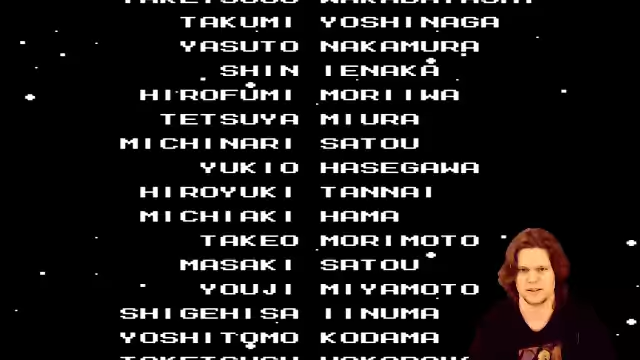 TAKUMI YOSHINAGA
YASUTO NAKAMURA
SHIN IENAKA
HIROFUMI MORIIWA
TETSUYA MIURA
MICHINARI SATOU
YUKIO HASEGAWA
HIROYUKI TANNAI
MICHIAKI HAMA
TAKEO MORIMOTO
MASAKI SATOU
YOUJI MIYAMOTO
SHIGEHISA IINUMA
YOSHITOMO KODAMA